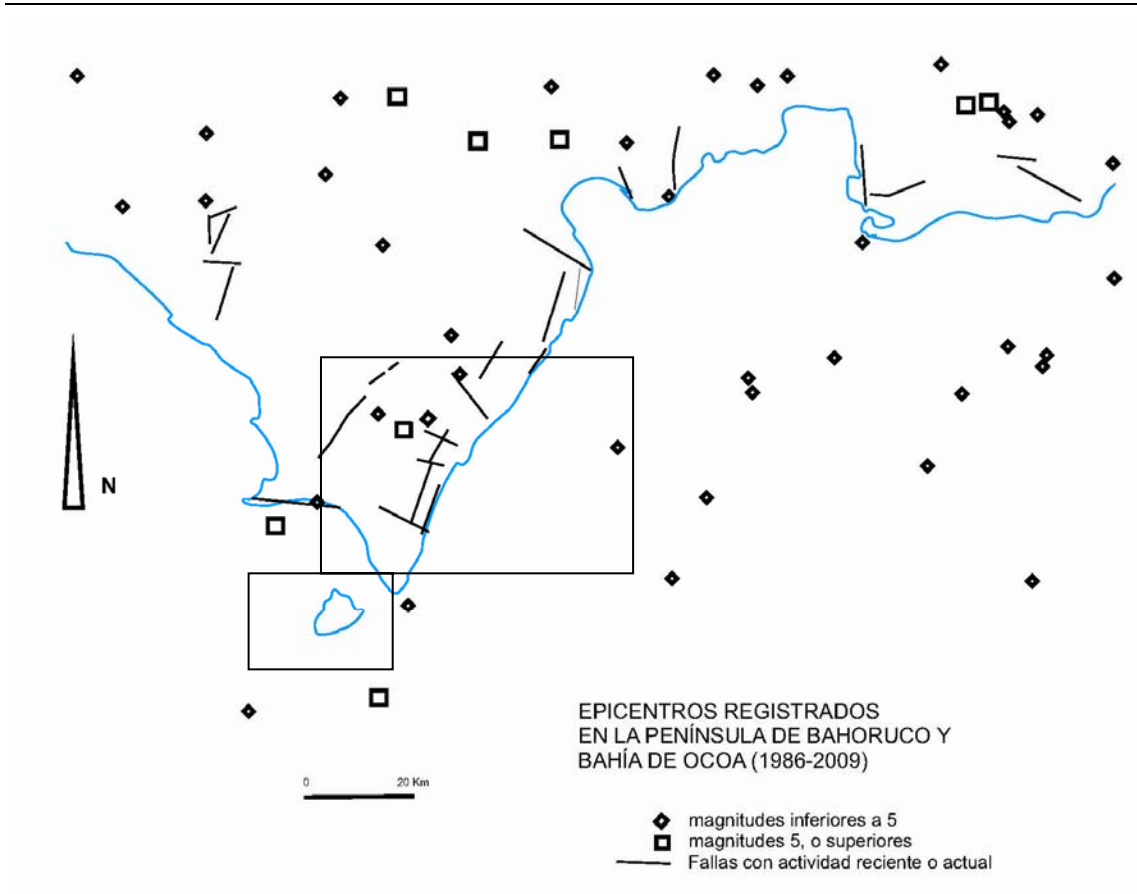 N
EPICENTROS REGISTRADOS
EN LA PENÍNSULA DE BAHORUCO Y
BAHÍA DE OCOA (1986-2009)
0 20 Km
magnitudes inferiores a 5
magnitudes 5, o superiores
Fallas con actividad reciente o actual